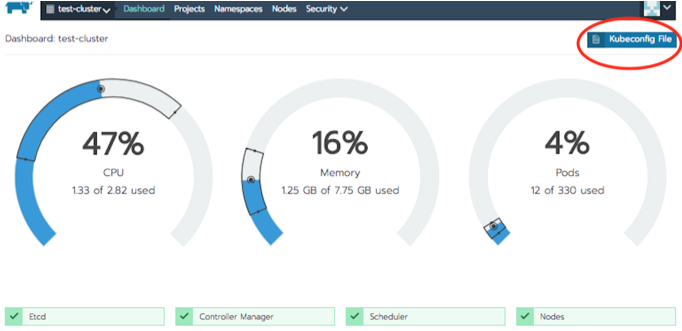 test-cluster Dashboard Projects Namespaces Nodes Security
Dashboard: test-cluster
Kubeconfig File
47%
CPU
1.33 of 2.82 used
16%
Memory
1.25 GB of 7.75 GB used
4%
Pods
12 of 330 used
Etcd
Controller Manager
Scheduler
Nodes